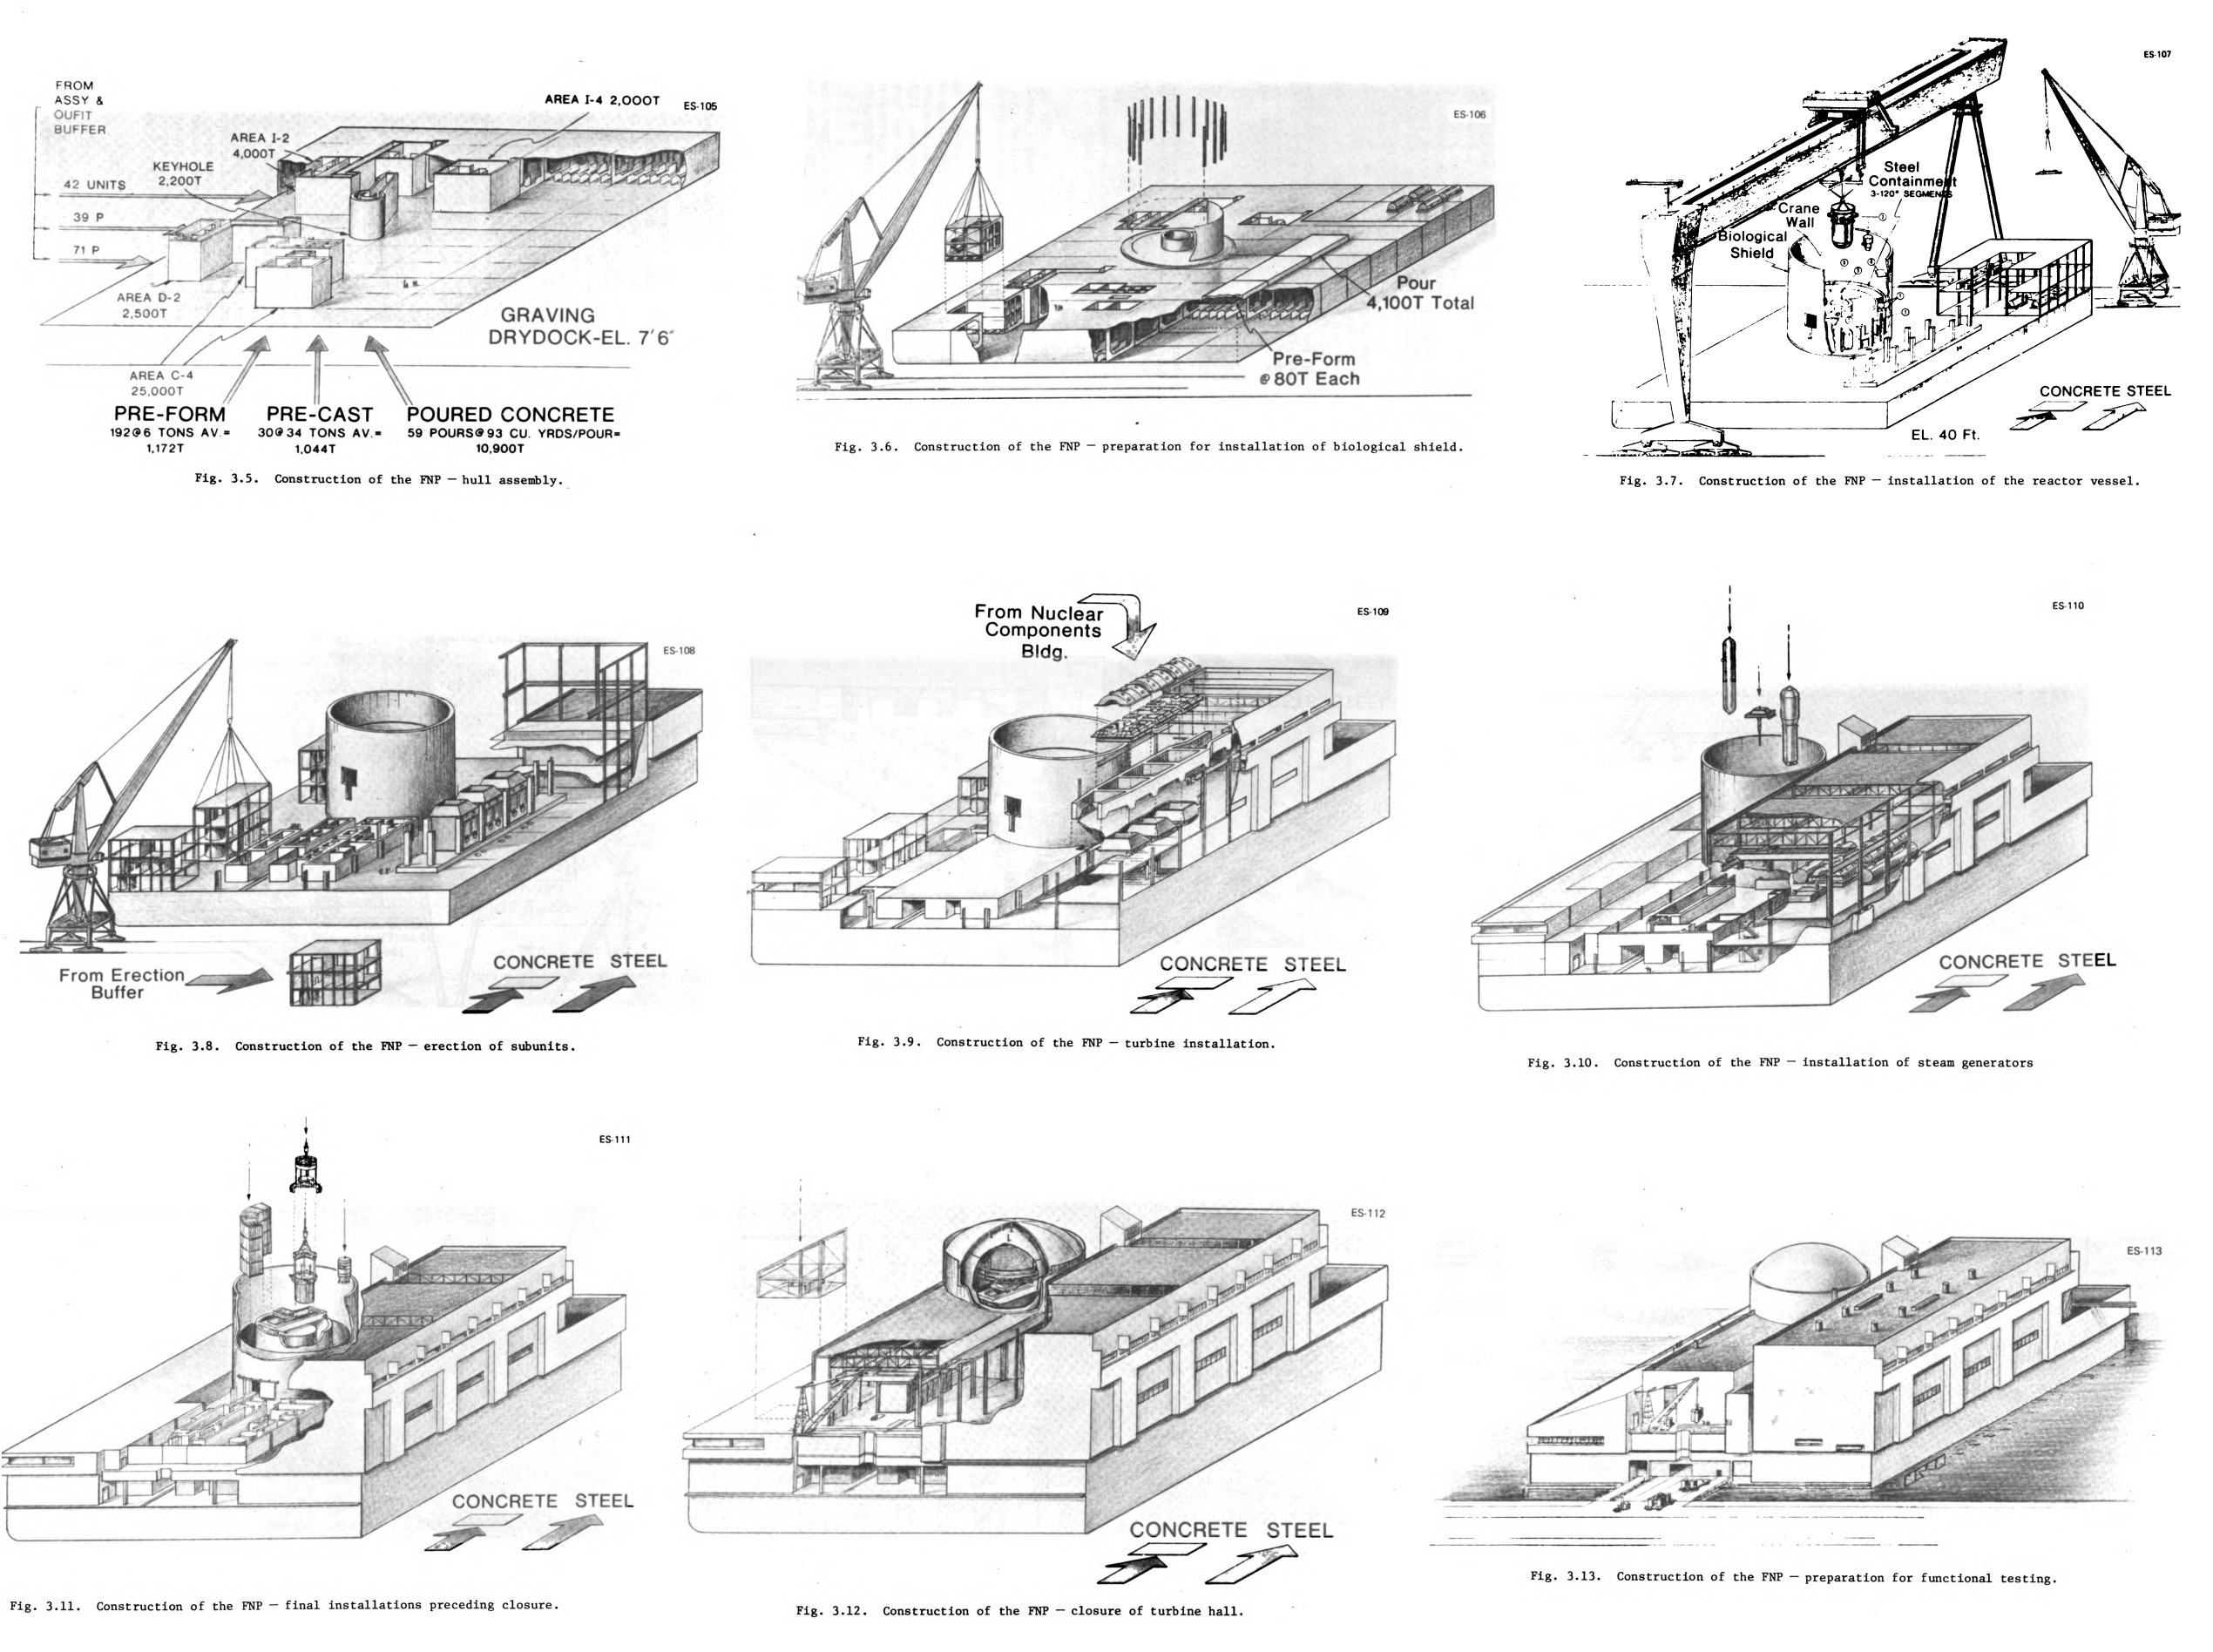 FROM
ASSY &
OUFIT
BUFFER
AREA I-4 2,000T
ES-105
AREA I-2
4,000T
KEYHOLE
2,200T
42 UNITS
39 P
71 P
AREA D-2
2,500T
GRAVING
DRYDOCK-EL. 7'6"
AREA C-4
25,000T
PRE-FORM
192@6 TONS AV.=
1,172T
PRE-CAST
30@34 TONS AV.=
1,044T
POURED CONCRETE
59 POURS@93 CU. YRDS/POUR=
10,900T
Fig. 3.5. Construction of the FNP — hull assembly.
ES-106
Pour
4,100T Total
Pre-Form
@80T Each
Fig. 3.6. Construction of the FNP — preparation for installation of biological shield.
ES-107
Steel
Containment
3-120° SEGMENTS
Crane
Wall
Biological
Shield
CONCRETE STEEL
EL. 40 Ft.
Fig. 3.7. Construction of the FNP — installation of the reactor vessel.
ES-108
From Erection
Buffer
CONCRETE STEEL
Fig. 3.8. Construction of the FNP — erection of subunits.
From Nuclear
Components
Bldg.
ES-109
CONCRETE STEEL
Fig. 3.9. Construction of the FNP — turbine installation.
ES-110
CONCRETE STEEL
Fig. 3.10. Construction of the FNP — installation of steam generators
ES-111
CONCRETE STEEL
Fig. 3.11. Construction of the FNP — final installations preceding closure.
ES-112
CONCRETE STEEL
Fig. 3.12. Construction of the FNP — closure of turbine hall.
ES-113
Fig. 3.13. Construction of the FNP — preparation for functional testing.